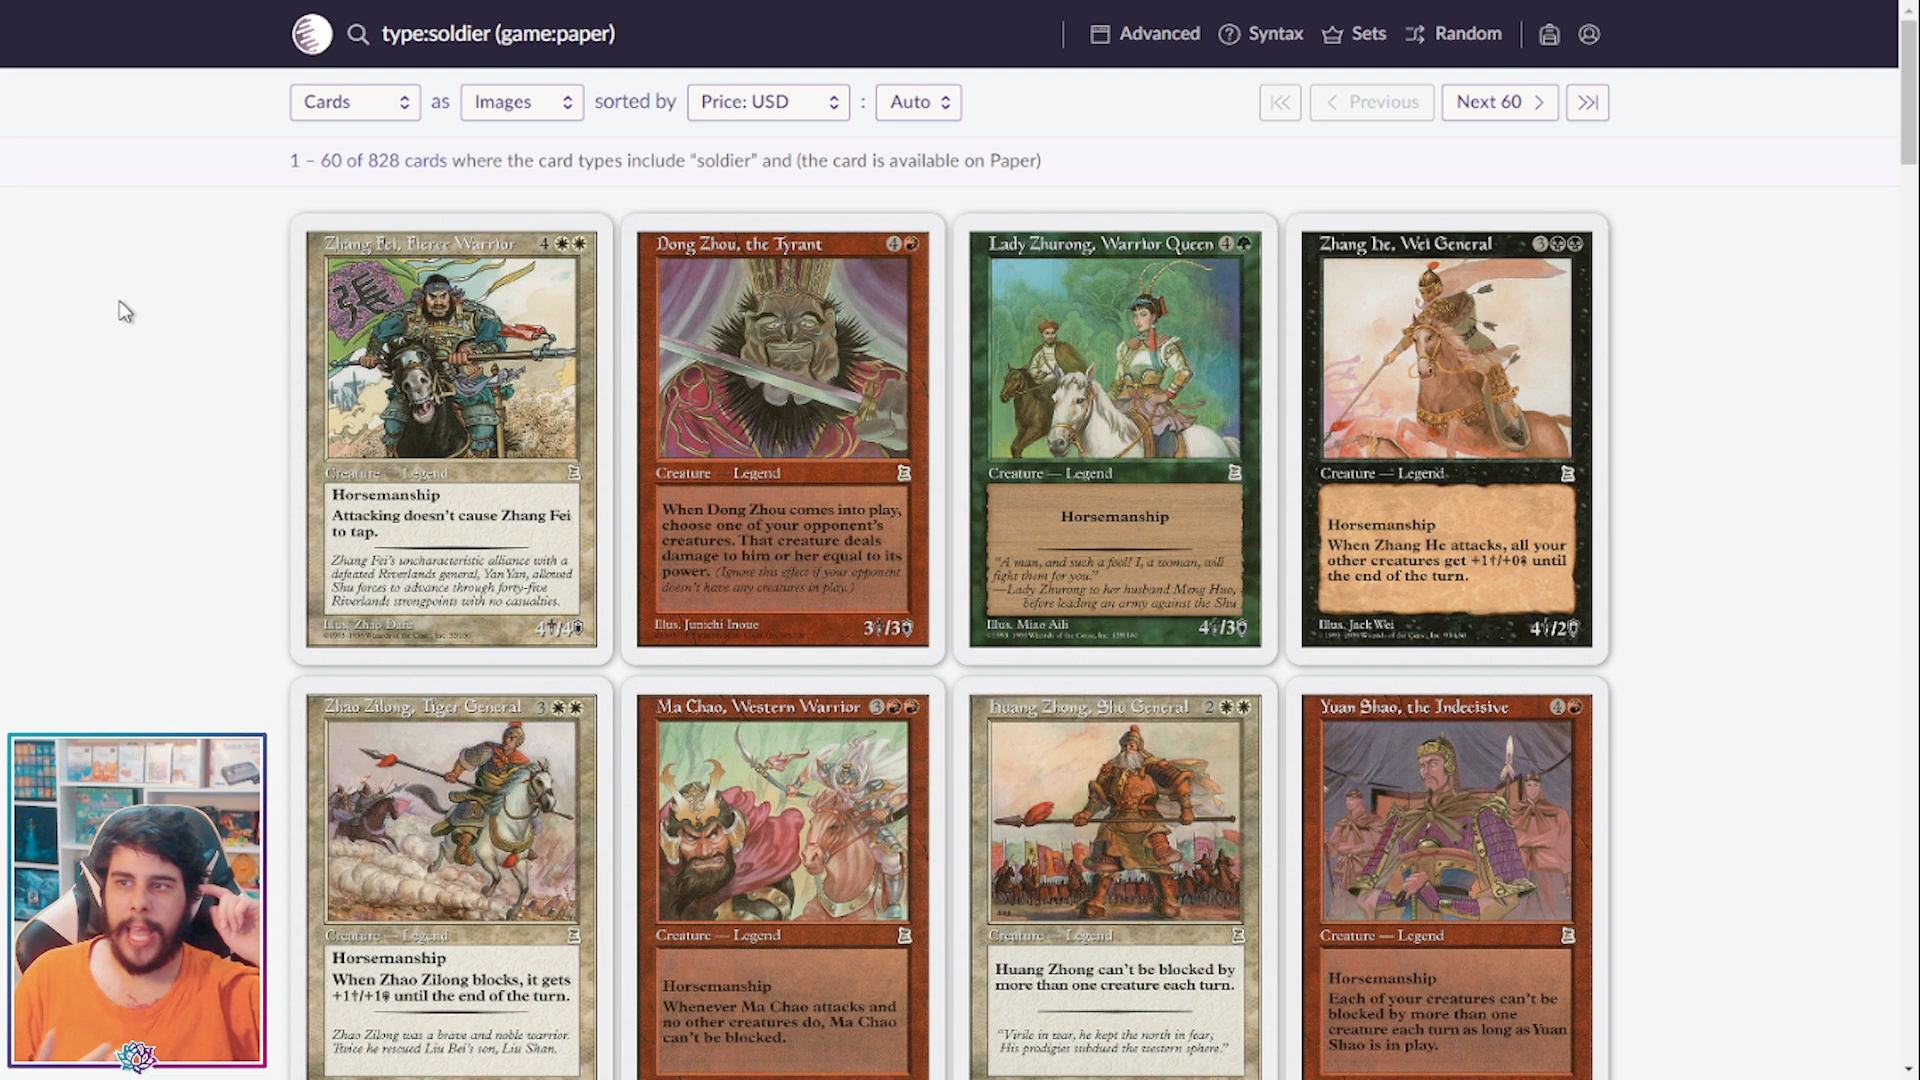 type:soldier (game:paper)
Advanced
Syntax
Sets
Random
Cards
as
Images
sorted by
Price: USD
:
Auto
Previous
Next 60
1 – 60 of 828 cards where the card types include “soldier” and (the card is available on Paper)
Zhang Fei, Fierce Warrior 4
張
Creature — Legend
Horsemanship
Attacking doesn't cause Zhang Fei
to tap.
Zhang Fei's uncharacteristic alliance with a
defeated Riverlands general, Yan Yan, allowed
Shu forces to advance through forty-five
Riverlands strongpoints with no casualties.
Illus. Zhao Dafu
4/4
Dong Zhou, the Tyrant 4
Creature — Legend
When Dong Zhou comes into play,
choose one of your opponent's
creatures. That creature deals
damage to him or her equal to its
power. (Ignore this effect if your opponent
doesn't have any creatures in play.)
Illus. Junichi Inoue
3/3
Lady Zhurong, Warrior Queen 4
Creature — Legend
Horsemanship
"A man, and such a fool! I, a woman, will
fight them for you."
—Lady Zhurong to her husband Meng Huo,
before leading an army against the Shu
Illus. Miao Aili
4/3
Zhang He, Wei General 3
Creature — Legend
Horsemanship
When Zhang He attacks, all your
other creatures get +1/+0 until
the end of the turn.
Illus. Jack Wei
4/2
Zhao Zilong, Tiger General 3
Creature — Legend
Horsemanship
When Zhao Zilong blocks, it gets
+1/+1 until the end of the turn.
Zhao Zilong was a brave and noble warrior.
Twice he rescued Liu Bei's son, Liu Shan.
Ma Chao, Western Warrior 3
Creature — Legend
Horsemanship
Whenever Ma Chao attacks and
no other creatures do, Ma Chao
can't be blocked.
Huang Zhong, Shu General 2
Creature — Legend
Huang Zhong can't be blocked by
more than one creature each turn.
"Virile in war, he kept the north in fear;
His prodigies subdued the western sphere."
Yuan Shao, the Indecisive 4
Creature — Legend
Horsemanship
Each of your creatures can't be
blocked by more than one
creature each turn as long as Yuan
Shao is in play.